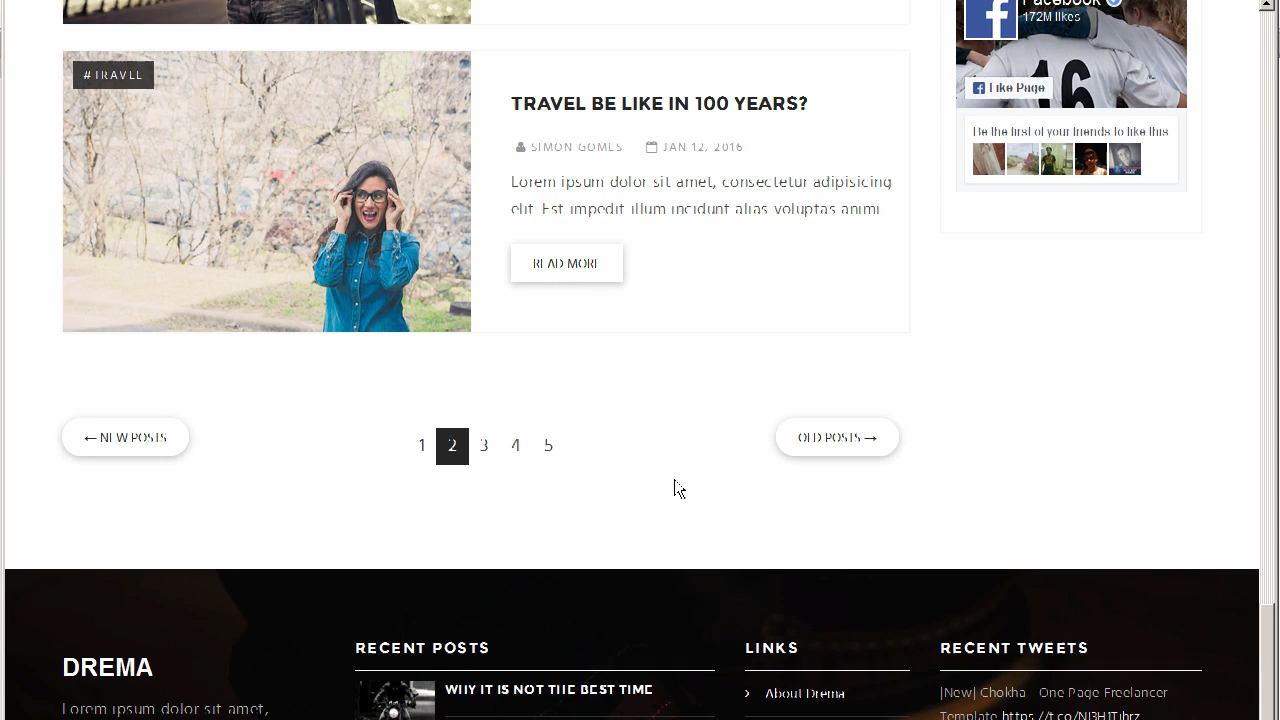 Facebook
172M likes
Like Page
Be the first of your friends to like this
#TRAVEL
TRAVEL BE LIKE IN 100 YEARS?
SIMON GOMES JAN 12, 2016
Lorem ipsum dolor sit amet, consectetur adipisicing
elit. Est impedit illum incidunt alias voluptas animi
READ MORE
← NEW POSTS
1 2 3 4 5
OLD POSTS →
DREMA
Lorem ipsum dolor sit amet,
RECENT POSTS
WHY IT IS NOT THE BEST TIME
LINKS
› About Drema
RECENT TWEETS
|New| Chokha - One Page Freelancer
Template
16